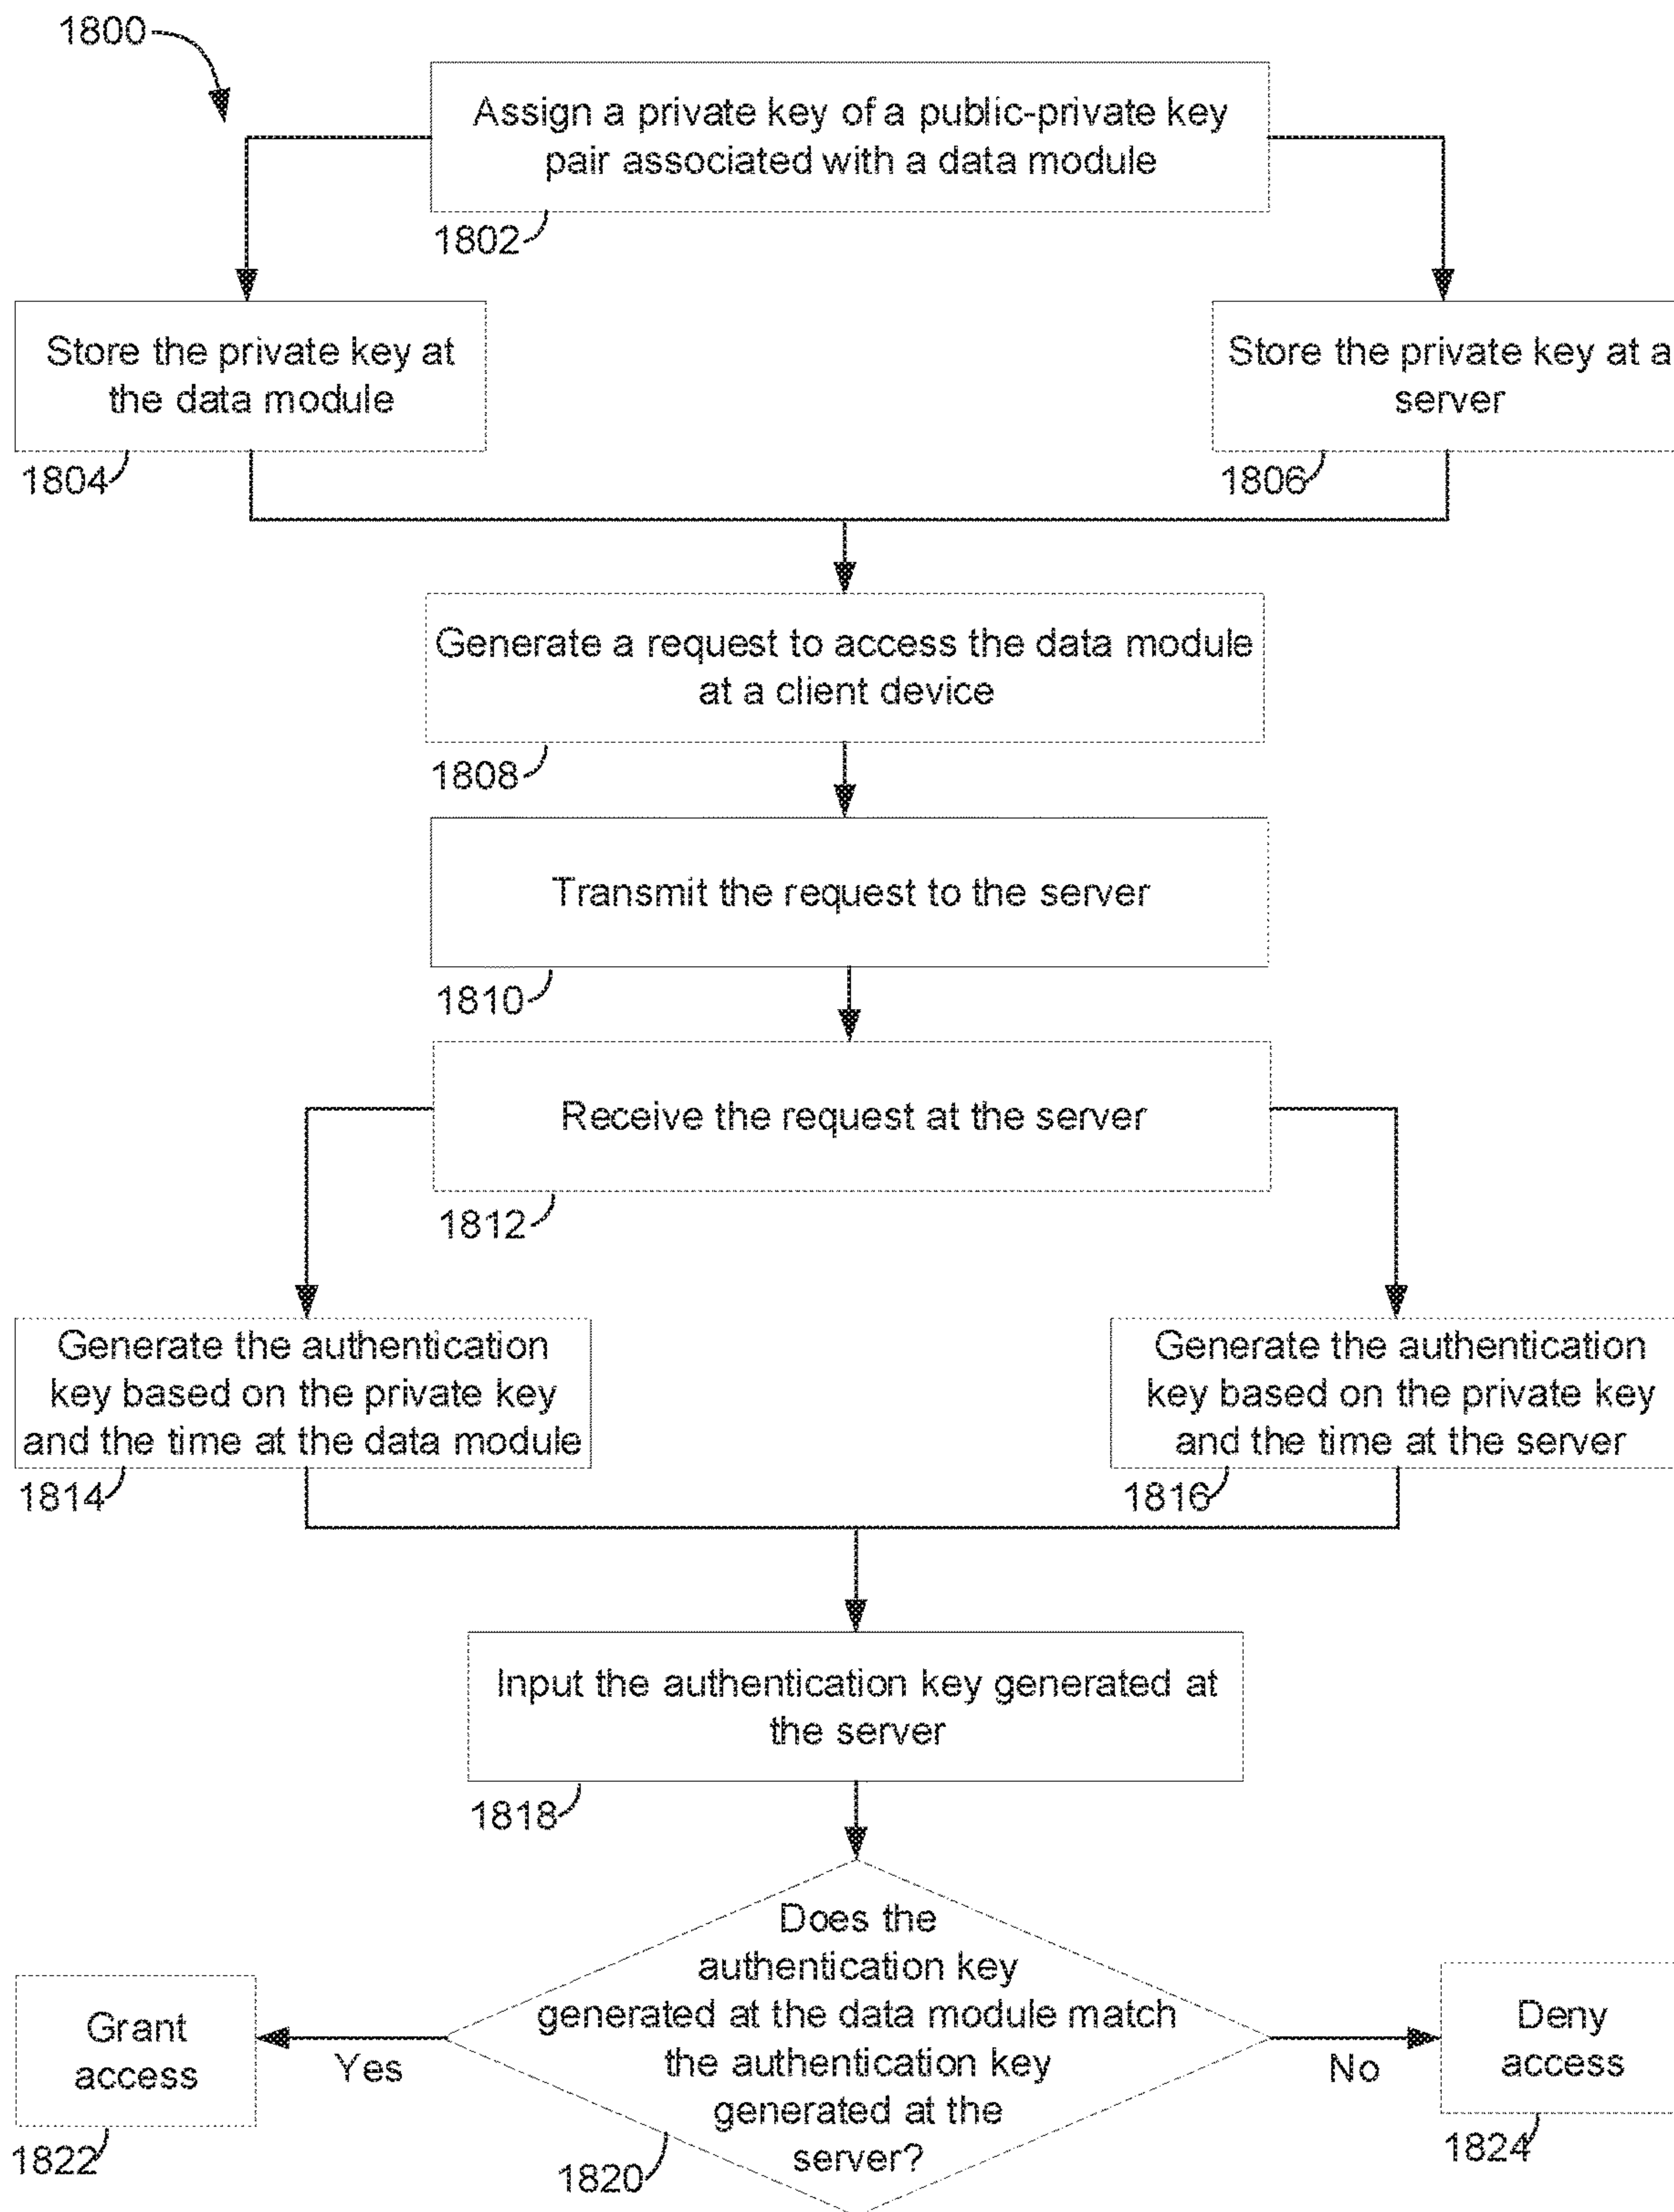 1800
Assign a private key of a public-private key
pair associated with a data module
1802
Store the private key at
the data module
1804
Store the private key at a
server
1806
Generate a request to access the data module
at a client device
1808
Transmit the request to the server
1810
Receive the request at the server
1812
Generate the authentication
key based on the private key
and the time at the data module
1814
Generate the authentication
key based on the private key
and the time at the server
1816
Input the authentication key generated at
the server
1818
Does the
authentication key
generated at the data module match
the authentication key
generated at the
server?
1820
Yes
Grant
access
1822
No
Deny
access
1824